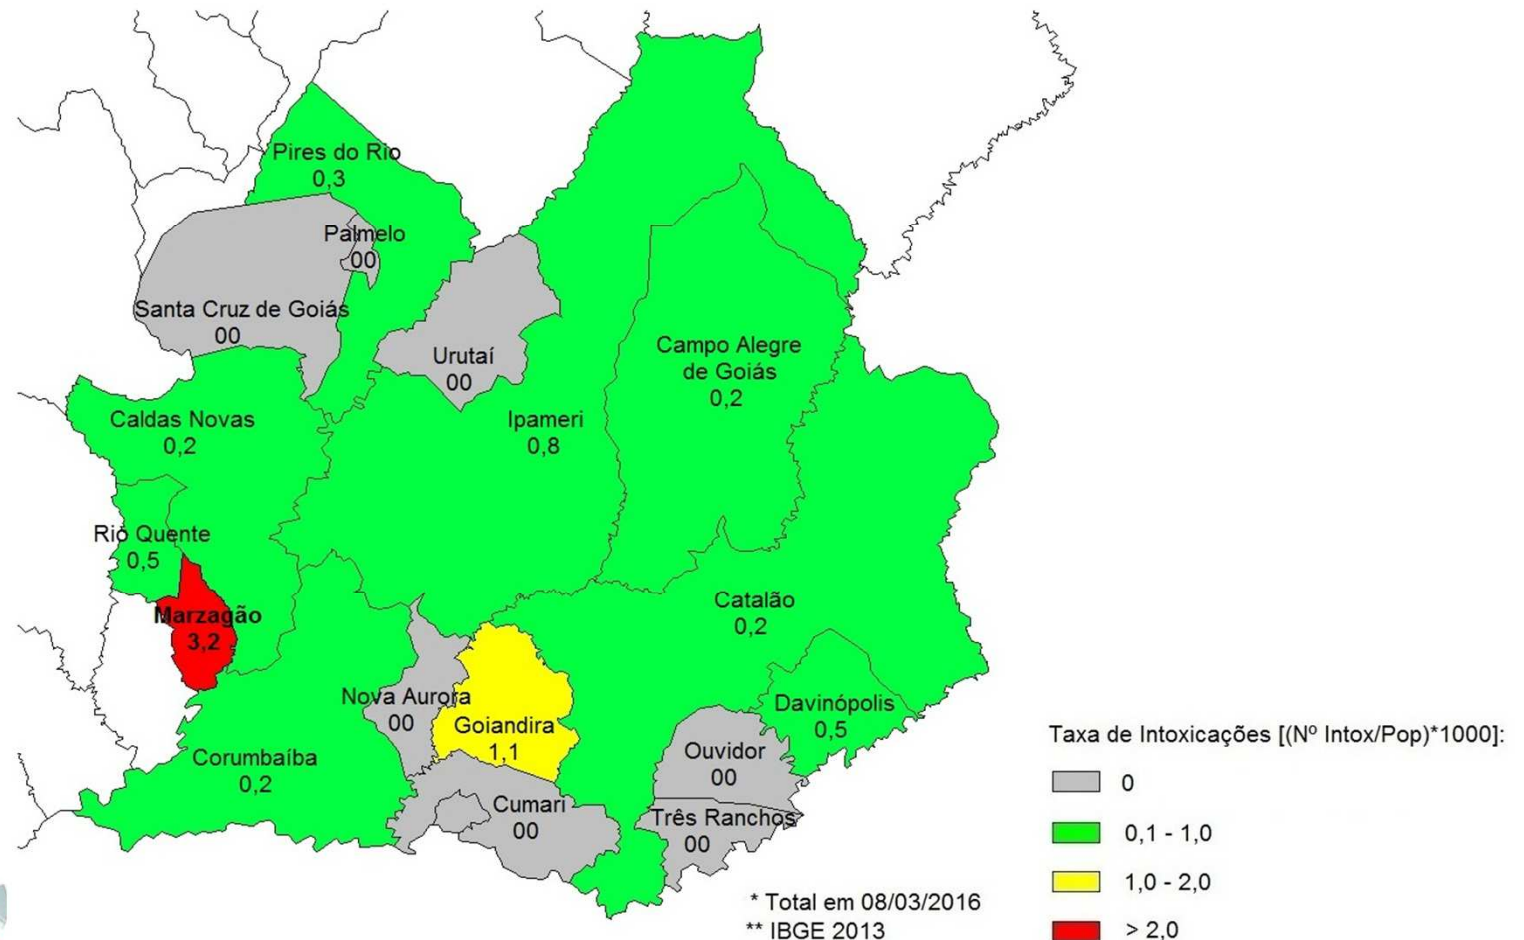 Pires do Rio
0,3
Palmelo
00
Santa Cruz de Goiás
00
Urutaí
00
Campo Alegre
de Goiás
0,2
Caldas Novas
0,2
Ipameri
0,8
Rio Quente
0,5
Marzagão
3,2
Catalão
0,2
Nova Aurora
00
Goiandira
1,1
Davinópolis
0,5
Corumbaíba
0,2
Ouvidor
00
Cumari
00
Três Ranchos
00
* Total em 08/03/2016
** IBGE 2013
Taxa de Intoxicações [(Nº Intox/Pop)*1000]:
0
0,1 - 1,0
1,0 - 2,0
> 2,0